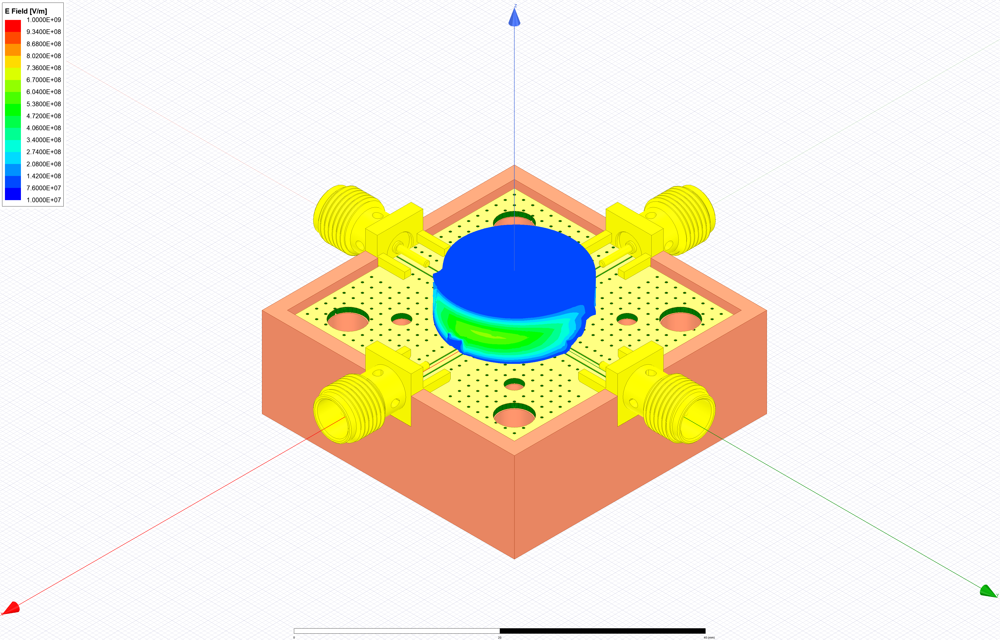 E Field [V/m]
1.0000E+09
9.3400E+08
8.6800E+08
8.0200E+08
7.3600E+08
6.7000E+08
6.0400E+08
5.3800E+08
4.7200E+08
4.0600E+08
3.4000E+08
2.7400E+08
2.0800E+08
1.4200E+08
7.6000E+07
1.0000E+07
Z
X
Y
0 20 40 (mm)